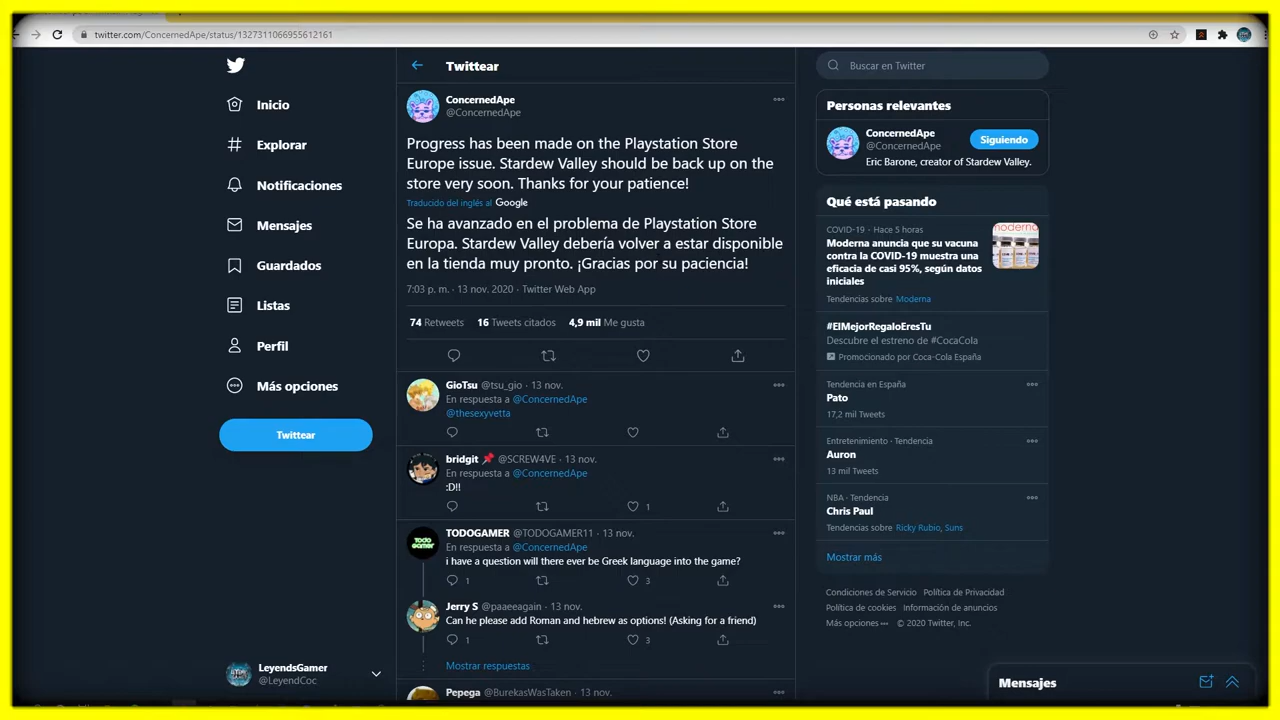 twitter.com/ConcernedApe/status/1327311066955612161
Inicio
Explorar
Notificaciones
Mensajes
Guardados
Listas
Perfil
Más opciones
Twittear
LeyendsGamer
@LeyendCoc
Twittear
ConcernedApe
@ConcernedApe
Progress has been made on the Playstation Store
Europe issue. Stardew Valley should be back up on the
store very soon. Thanks for your patience!
Traducido del inglés al Google
Se ha avanzado en el problema de Playstation Store
Europa. Stardew Valley debería volver a estar disponible
en la tienda muy pronto. ¡Gracias por su paciencia!
7:03 p. m. · 13 nov. 2020 · Twitter Web App
74 Retweets 16 Tweets citados 4,9 mil Me gusta
GioTsu @tsu_gio · 13 nov.
En respuesta a @ConcernedApe
@thesexyvetta
bridgit @SCREW4VE · 13 nov.
En respuesta a @ConcernedApe
:D!!
1
TODOGAMER @TODOGAMER11 · 13 nov.
En respuesta a @ConcernedApe
i have a question will there ever be Greek language into the game?
1 3
Jerry S @paaeeagain · 13 nov.
Can he please add Roman and hebrew as options! (Asking for a friend)
1 3
Mostrar respuestas
Pepega @BurekasWasTaken · 13 nov.
Buscar en Twitter
Personas relevantes
ConcernedApe
@ConcernedApe
Siguiendo
Eric Barone, creator of Stardew Valley.
Qué está pasando
COVID-19 · Hace 5 horas
Moderna anuncia que su vacuna
contra la COVID-19 muestra una
eficacia de casi 95%, según datos
iniciales
Tendencias sobre Moderna
moderna
#ElMejorRegaloEresTu
Descubre el estreno de #CocaCola
Promocionado por Coca-Cola España
Tendencia en España
Pato
17,2 mil Tweets
Entretenimiento · Tendencia
Auron
13 mil Tweets
NBA · Tendencia
Chris Paul
Tendencias sobre Ricky Rubio, Suns
Mostrar más
Condiciones de Servicio Política de Privacidad
Política de cookies Información de anuncios
Más opciones © 2020 Twitter, Inc.
Mensajes